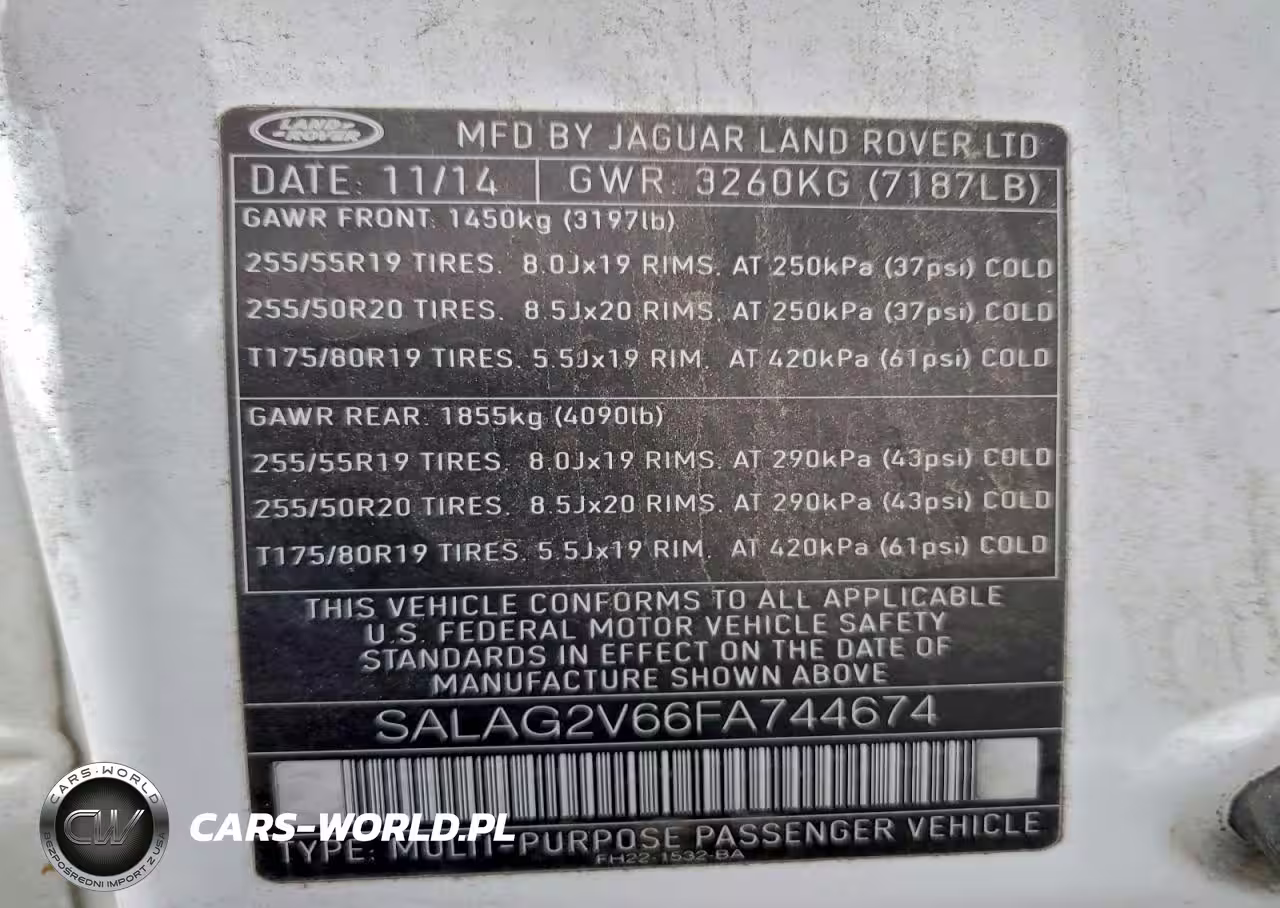 LAND ROVER
MFD BY JAGUAR LAND ROVER LTD
DATE: 11/14 GWR: 3260KG (7187LB)
GAWR FRONT: 1450kg (3197lb)
255/55R19 TIRES. 8.0Jx19 RIMS. AT 250kPa (37psi) COLD
255/50R20 TIRES. 8.5Jx20 RIMS. AT 250kPa (37psi) COLD
T175/80R19 TIRES. 5.5Jx19 RIM. AT 420kPa (61psi) COLD
GAWR REAR: 1855kg (4090lb)
255/55R19 TIRES. 8.0Jx19 RIMS. AT 290kPa (43psi) COLD
255/50R20 TIRES. 8.5Jx20 RIMS. AT 290kPa (43psi) COLD
T175/80R19 TIRES. 5.5Jx19 RIM. AT 420kPa (61psi) COLD
THIS VEHICLE CONFORMS TO ALL APPLICABLE
U.S. FEDERAL MOTOR VEHICLE SAFETY
STANDARDS IN EFFECT ON THE DATE OF
MANUFACTURE SHOWN ABOVE
SALAG2V66FA744674
TYPE: MULTI-PURPOSE PASSENGER VEHICLE
FH22-1532-BA
CARS-WORLD
CW
BEZPOŚREDNI IMPORT Z USA
CARS-WORLD.PL